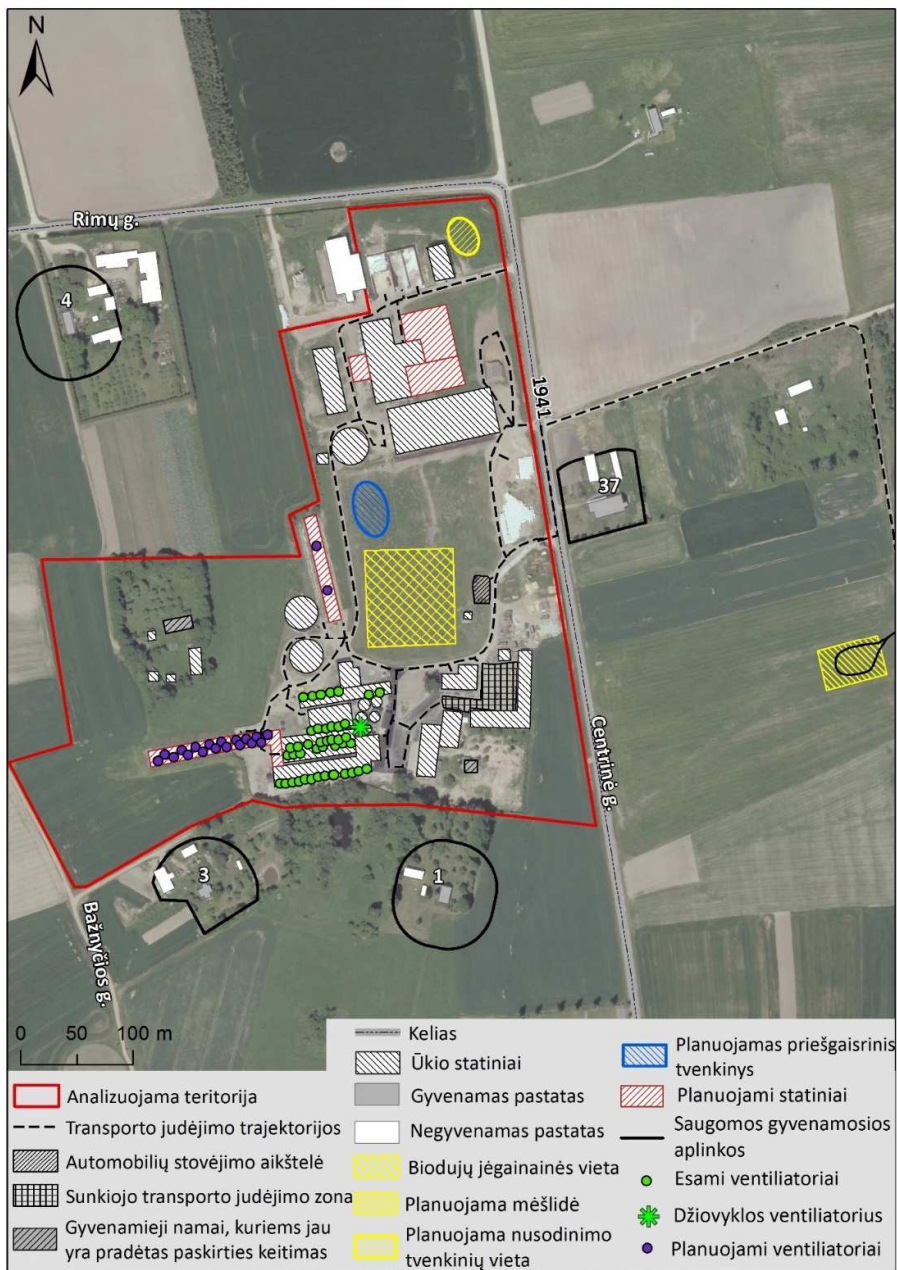 N
Rimų g.
4
1941
37
Centrinė g.
3
1
Bažnyčios g.
0 50 100 m
Analizuojama teritorija
Transporto judėjimo trajektorijos
Automobilių stovėjimo aikštelė
Sunkiojo transporto judėjimo zona
Gyvenamieji namai, kuriems jau
yra pradėtas paskirties keitimas
Kelias
Ūkio statiniai
Gyvenamas pastatas
Negyvenamas pastatas
Biodujų jėgainainės vieta
Planuojama mėšlidė
Planuojama nusodinimo
tvenkinių vieta
Planuojamas priešgaisrinis
tvenkinys
Planuojami statiniai
Saugomos gyvenamosios
aplinkos
Esami ventiliatoriai
Džiovyklos ventiliatorius
Planuojami ventiliatoriai